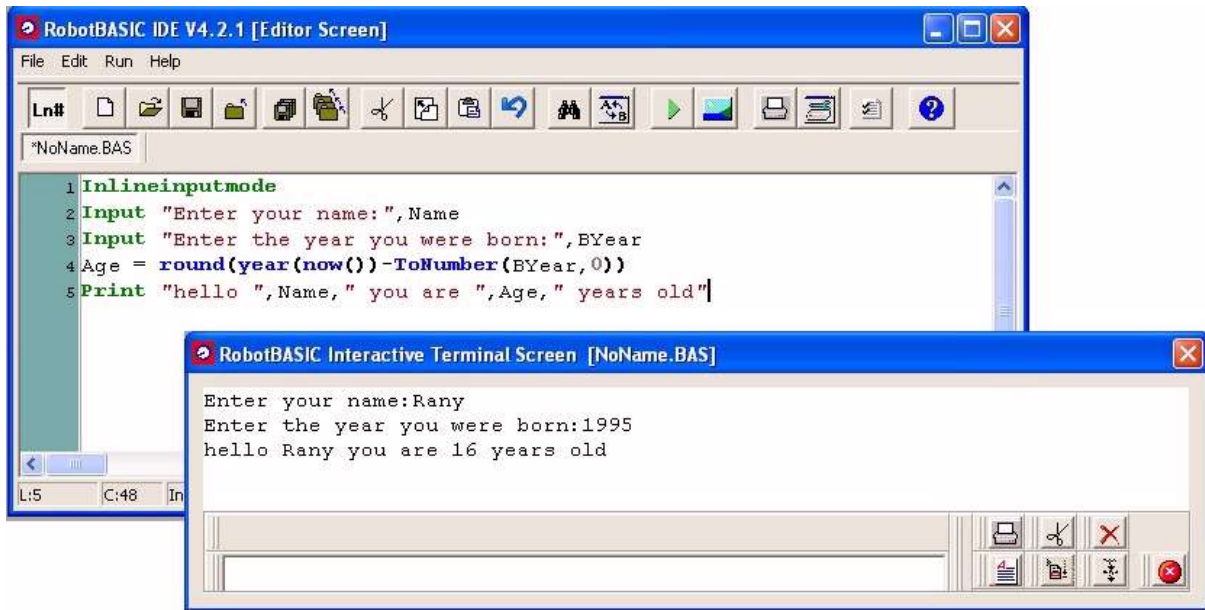 RobotBASIC IDE V4.2.1 [Editor Screen]
File Edit Run Help
Ln#
*NoName.BAS
1 Inlineinputmode
2 Input "Enter your name:",Name
3 Input "Enter the year you were born:",BYear
4 Age = round(year(now())-ToNumber(BYear,0))
5 Print "hello ",Name," you are ",Age," years old"
L:5 C:48 In
RobotBASIC Interactive Terminal Screen [NoName.BAS]
Enter your name:Rany
Enter the year you were born:1995
hello Rany you are 16 years old